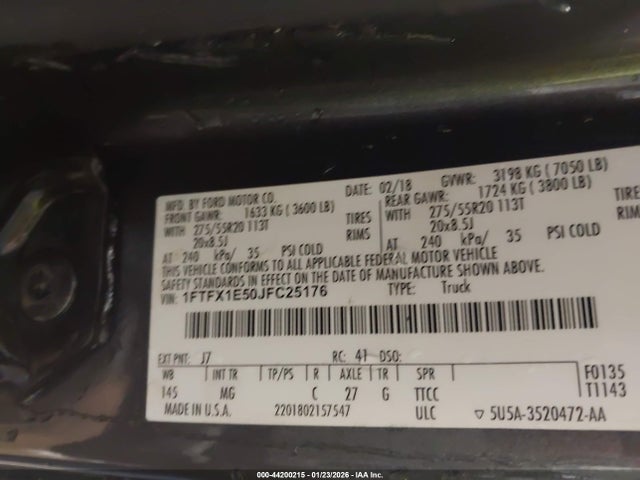 MFD. BY FORD MOTOR CO. DATE: 02/18 GVWR: 3198 KG ( 7050 LB)
FRONT GAWR: 1633 KG ( 3600 LB) REAR GAWR: 1724 KG ( 3800 LB)
WITH 275/55R20 113T TIRES WITH 275/55R20 113T TIRES
20x8.5J RIMS 20x8.5J RIMS
AT 240 kPa/ 35 PSI COLD AT 240 kPa/ 35 PSI COLD
THIS VEHICLE CONFORMS TO ALL APPLICABLE FEDERAL MOTOR VEHICLE
SAFETY STANDARDS IN EFFECT ON THE DATE OF MANUFACTURE SHOWN ABOVE.
VIN: 1FTFX1E50JFC25176 TYPE: Truck
EXT PNT: J7 RC: 41 DSO: F0135
WB INT TR TP/PS R AXLE TR SPR T1143
145 MG C 27 G TTCC
MADE IN U.S.A. 2201802157547 ULC ▽ 5U5A-3520472-AA
000-44200215 - 01/23/2026 - IAA Inc.